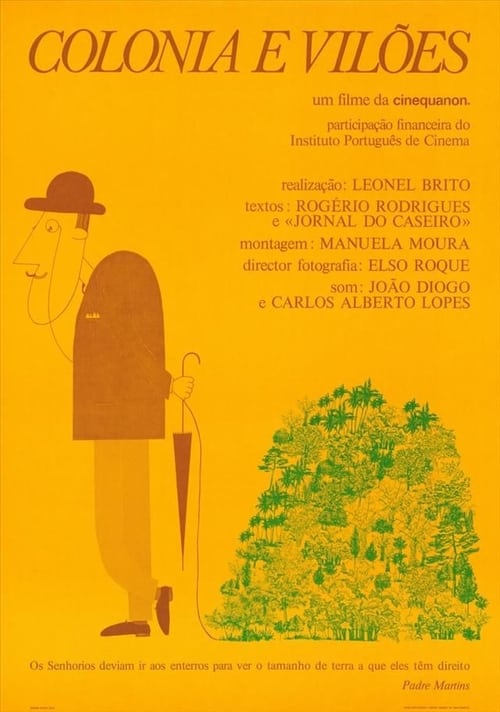 COLONIA E VILÕES
um filme da cinequanon.
participação financeira do
Instituto Português de Cinema
realização: LEONEL BRITO
textos: ROGÉRIO RODRIGUES
e «JORNAL DO CASEIRO»
montagem: MANUELA MOURA
director fotografia: ELSO ROQUE
som: JOÃO DIOGO
e CARLOS ALBERTO LOPES
Os Senhorios deviam ir aos enterros para ver o tamanho de terra a que eles têm direito
Padre Martins